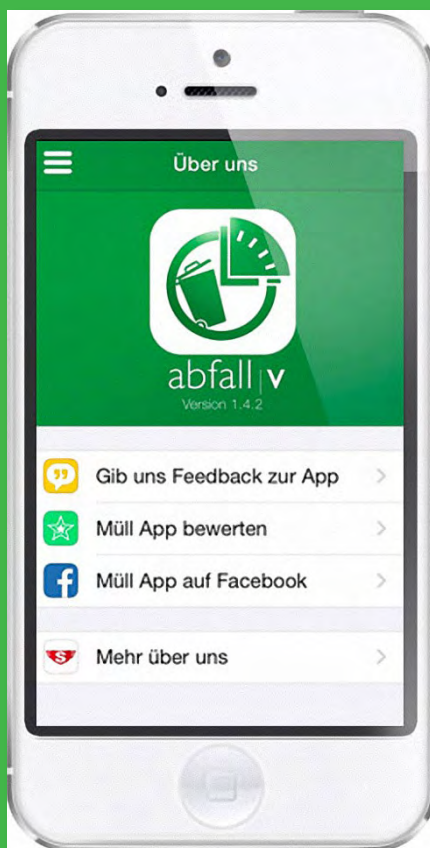 Über uns
abfall|v
Version 1.4.2
Gib uns Feedback zur App
Müll App bewerten
Müll App auf Facebook
S
Mehr über uns